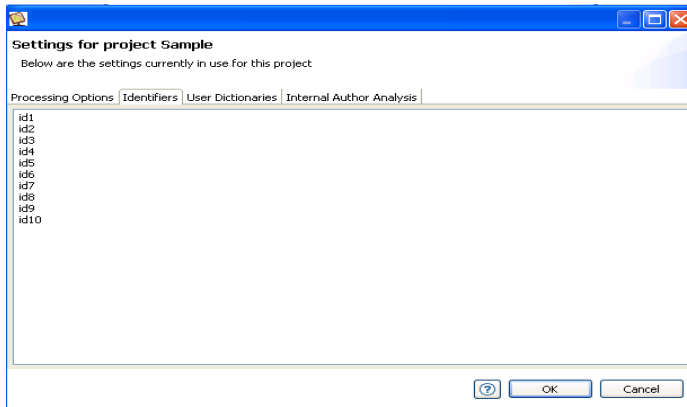 Settings for project Sample
Below are the settings currently in use for this project
Processing Options Identifiers User Dictionaries Internal Author Analysis
id1
id2
id3
id4
id5
id6
id7
id8
id9
id10
? OK Cancel